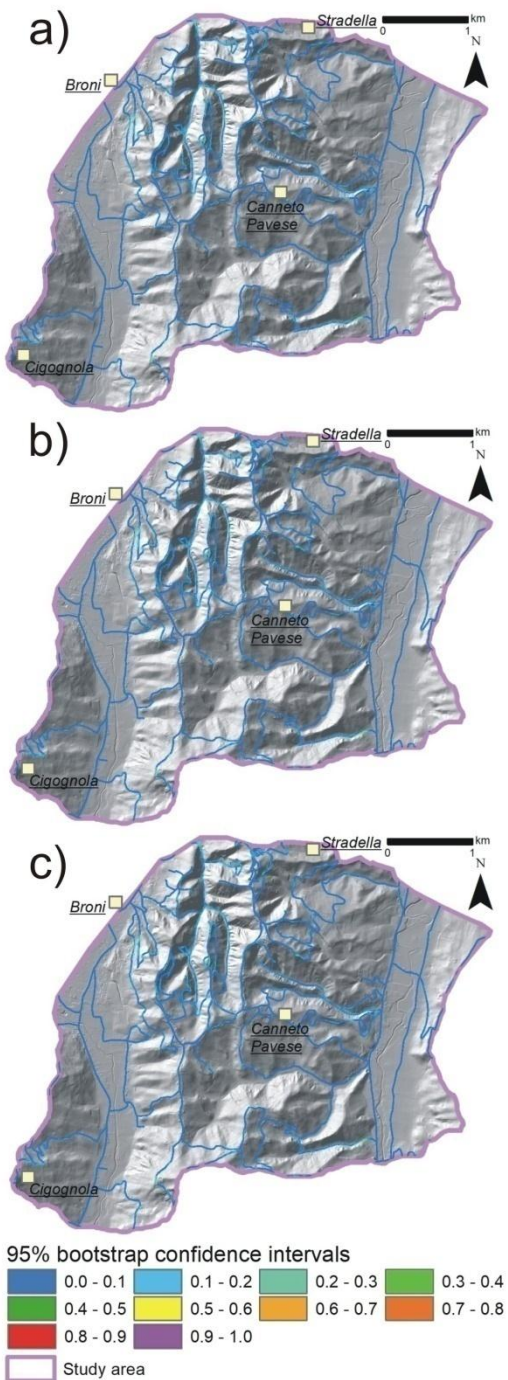 a)
Stradella
km
0 1
N
Broni
Canneto
Pavese
Cigognola
b)
Stradella
km
0 1
N
Broni
Canneto
Pavese
Cigognola
c)
Stradella
km
0 1
N
Broni
Canneto
Pavese
Cigognola
95% bootstrap confidence intervals
0.0 - 0.1 0.1 - 0.2 0.2 - 0.3 0.3 - 0.4
0.4 - 0.5 0.5 - 0.6 0.6 - 0.7 0.7 - 0.8
0.8 - 0.9 0.9 - 1.0
Study area